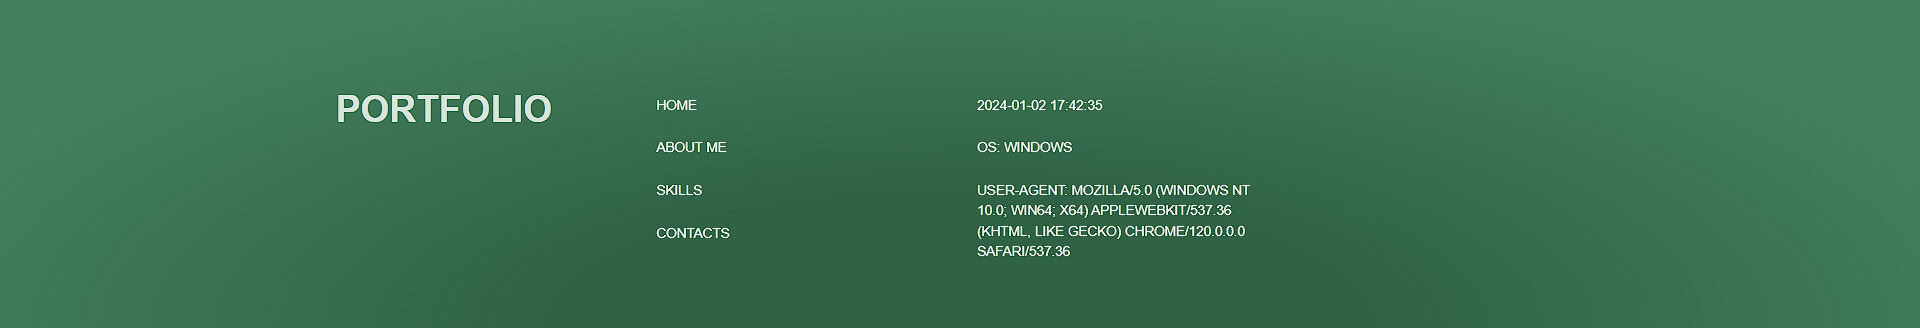 PORTFOLIO
HOME
ABOUT ME
SKILLS
CONTACTS
2024-01-02 17:42:35
OS: WINDOWS
USER-AGENT: MOZILLA/5.0 (WINDOWS NT
10.0; WIN64; X64) APPLEWEBKIT/537.36
(KHTML, LIKE GECKO) CHROME/120.0.0.0
SAFARI/537.36